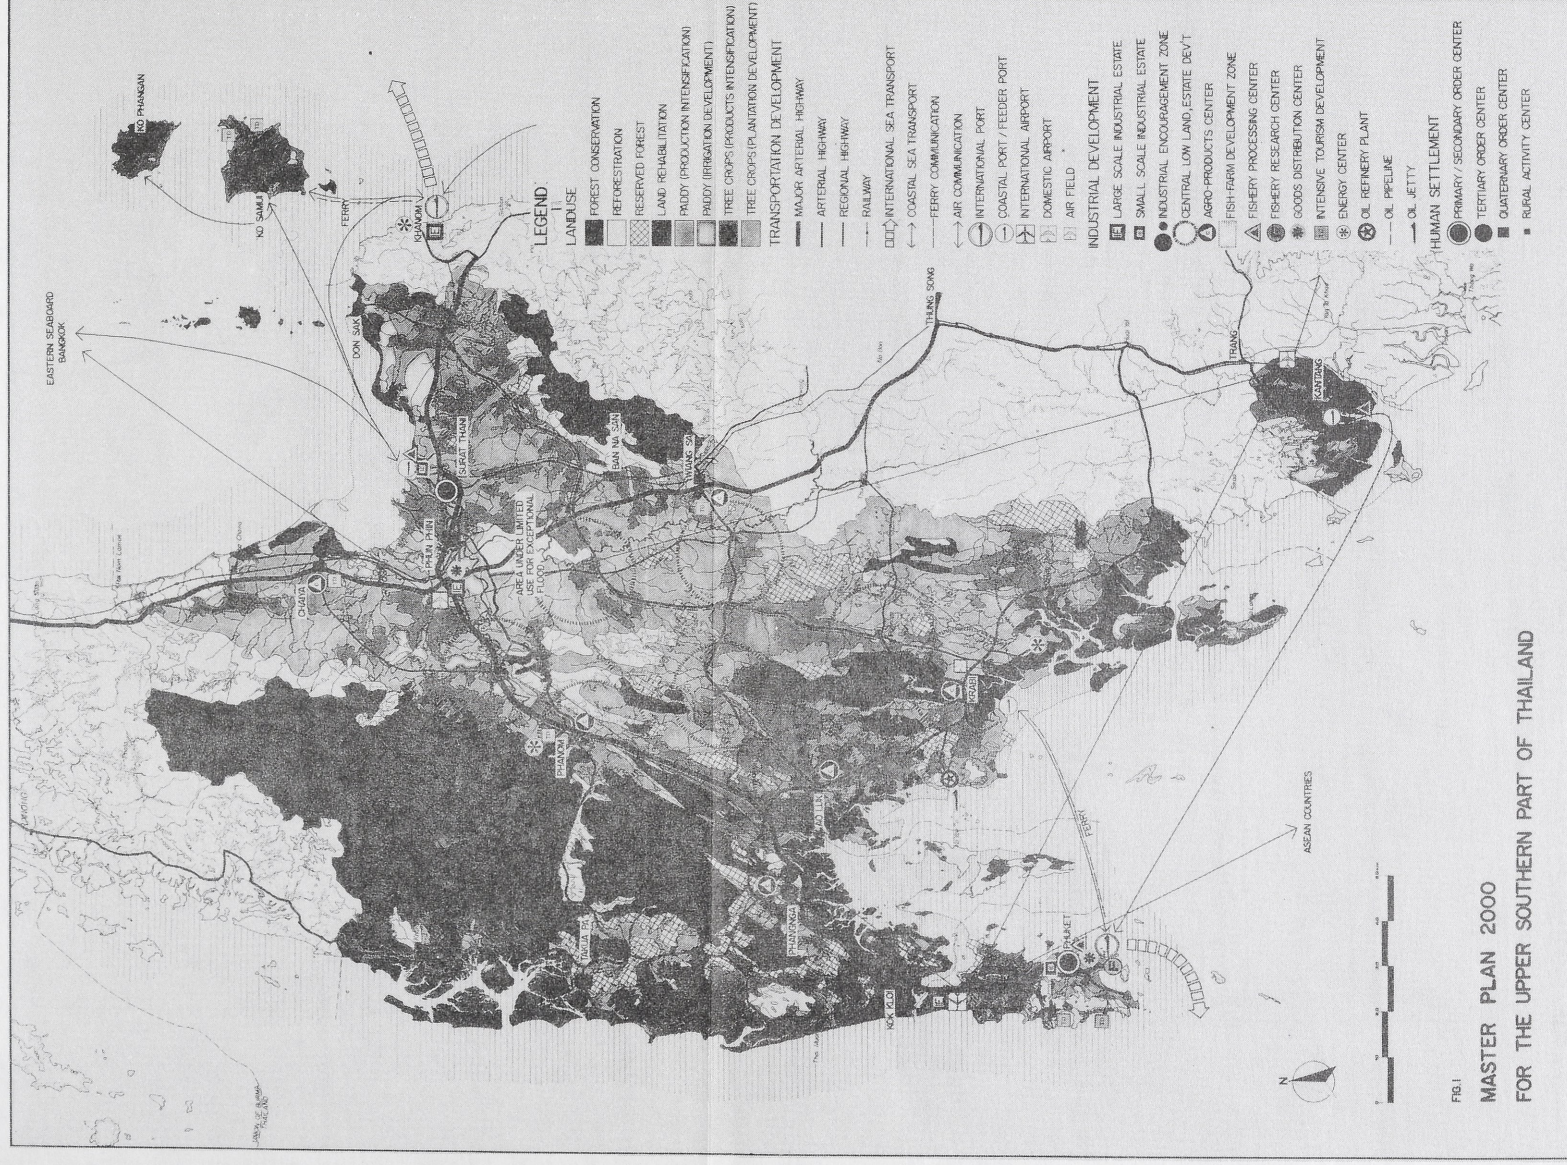 KO PHANGAN
KO SAMUI
FERRY
KHANOM
EASTERN SEABOARD
BANGKOK
DON SAK
SURAT THANI
BAN NA SAN
WIANG SA
PHUN PHIN
AREA UNDER LIMITED
USE FOR EXCEPTIONAL
FLOOD
CHAIYA
PHANOM
THUNG SONG
TRANG
KANTANG
KRABI
AO LUK
TAKUA PA
PHANGNGA
KOK KLOI
PHUKET
FERRY
ASEAN COUNTRIES
LEGEND
LANDUSE
FOREST CONSERVATION
REFORESTRATION
RESERVED FOREST
LAND REHABILITATION
PADDY (PRODUCTION INTENSIFICATION)
PADDY (IRRIGATION DEVELOPMENT)
TREE CROPS (PRODUCTS INTENSIFICATION)
TREE CROPS (PLANTATION DEVELOPMENT)
TRANSPORTATION DEVELOPMENT
MAJOR ARTERIAL HIGHWAY
ARTERIAL HIGHWAY
REGIONAL HIGHWAY
RAILWAY
INTERNATIONAL SEA TRANSPORT
COASTAL SEA TRANSPORT
FERRY COMMUNICATION
AIR COMMUNICATION
INTERNATIONAL PORT
COASTAL PORT / FEEDER PORT
INTERNATIONAL AIRPORT
DOMESTIC AIRPORT
AIR FIELD
INDUSTRIAL DEVELOPMENT
LARGE SCALE INDUSTRIAL ESTATE
SMALL SCALE INDUSTRIAL ESTATE
INDUSTRIAL ENCOURAGEMENT ZONE
CENTRAL LOW LAND, ESTATE DEV'T
AGRO-PRODUCTS CENTER
FISH-FARM DEVELOPMENT ZONE
FISHERY PROCESSING CENTER
FISHERY RESEARCH CENTER
GOODS DISTRIBUTION CENTER
INTENSIVE TOURISM DEVELOPMENT
ENERGY CENTER
OIL REFINERY PLANT
OIL PIPELINE
OIL JETTY
HUMAN SETTLEMENT
PRIMARY / SECONDARY ORDER CENTER
TERTIARY ORDER CENTER
QUATERNARY ORDER CENTER
RURAL ACTIVITY CENTER
N
FIG.1
MASTER PLAN 2000
FOR THE UPPER SOUTHERN PART OF THAILAND